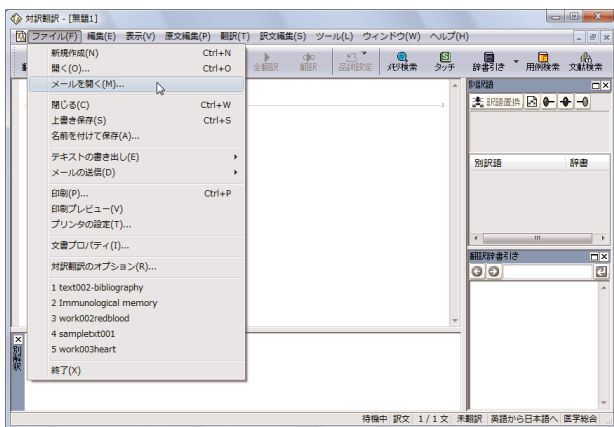 対訳翻訳 - [無題1]
ファイル(F) 編集(E) 表示(V) 原文編集(P) 翻訳(T) 訳文編集(S) ツール(L) ウィンドウ(W) ヘルプ(H)
全翻訳 翻訳 品詞設定 メモリ検索 タッチ 辞書引き 用例検索 文献検索
新規作成(N) Ctrl+N
開く(O)... Ctrl+O
メールを開く(M)...
閉じる(C) Ctrl+W
上書き保存(S) Ctrl+S
名前を付けて保存(A)...
テキストの書き出し(E)
メールの送信(D)
印刷(P)... Ctrl+P
印刷プレビュー(V)
プリンタの設定(T)...
文書プロパティ(I)...
対訳翻訳のオプション(R)...
1 text002-bibliography
2 Immunological memory
3 work002redblood
4 sampletxt001
5 work003heart
終了(X)
別訳語
訳語置換
別訳語 辞書
翻訳辞書引き
別解釈
待機中 訳文 1 / 1 文 未翻訳 英語から日本語へ 医学総合